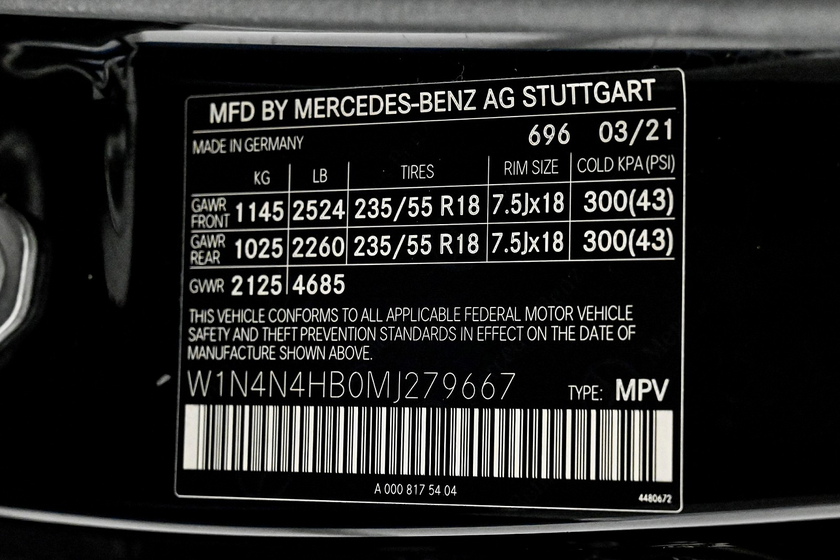 MFD BY MERCEDES-BENZ AG STUTTGART
MADE IN GERMANY 696 03/21
KG LB TIRES RIM SIZE COLD KPA (PSI)
GAWR FRONT 1145 2524 235/55 R18 7.5Jx18 300(43)
GAWR REAR 1025 2260 235/55 R18 7.5Jx18 300(43)
GVWR 2125 4685
THIS VEHICLE CONFORMS TO ALL APPLICABLE FEDERAL MOTOR VEHICLE
SAFETY AND THEFT PREVENTION STANDARDS IN EFFECT ON THE DATE OF
MANUFACTURE SHOWN ABOVE.
W1N4N4HB0MJ279667 TYPE: MPV
A 000 817 54 04 4480672